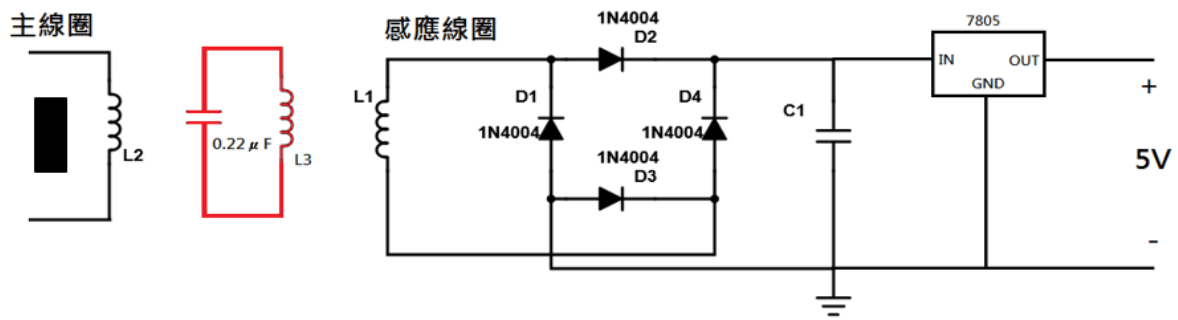 主線圈
L2
0.22μF
L3
感應線圈
L1
1N4004
D2
D1
1N4004
D4
1N4004
1N4004
D3
C1
7805
IN
OUT
GND
+
5V
-